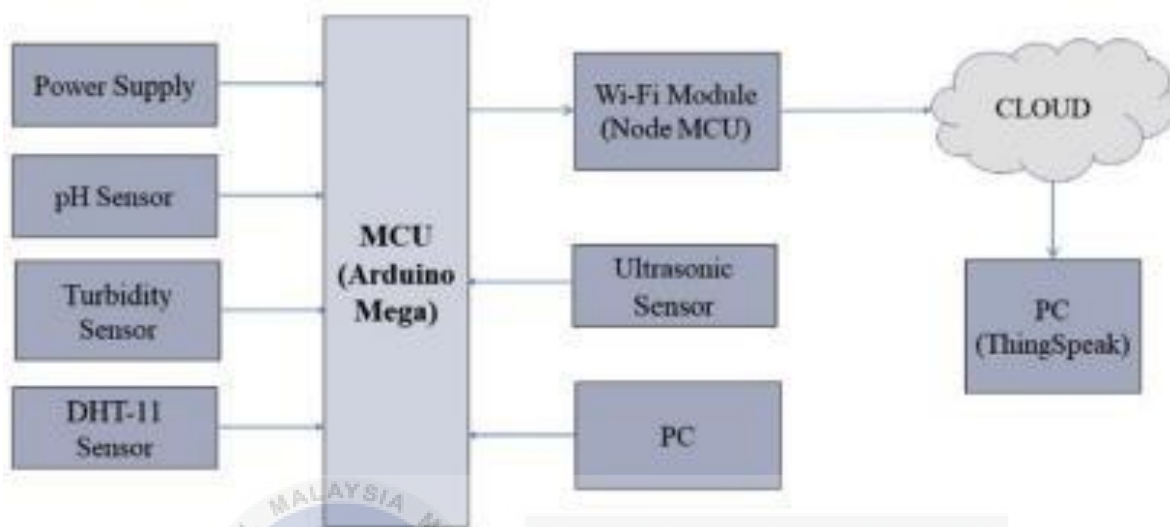 Power Supply
pH Sensor
Turbidity
Sensor
DHT-11
Sensor
MCU
(Arduino
Mega)
Wi-Fi Module
(Node MCU)
Ultrasonic
Sensor
PC
CLOUD
PC
(ThingSpeak)
MALAYSIA